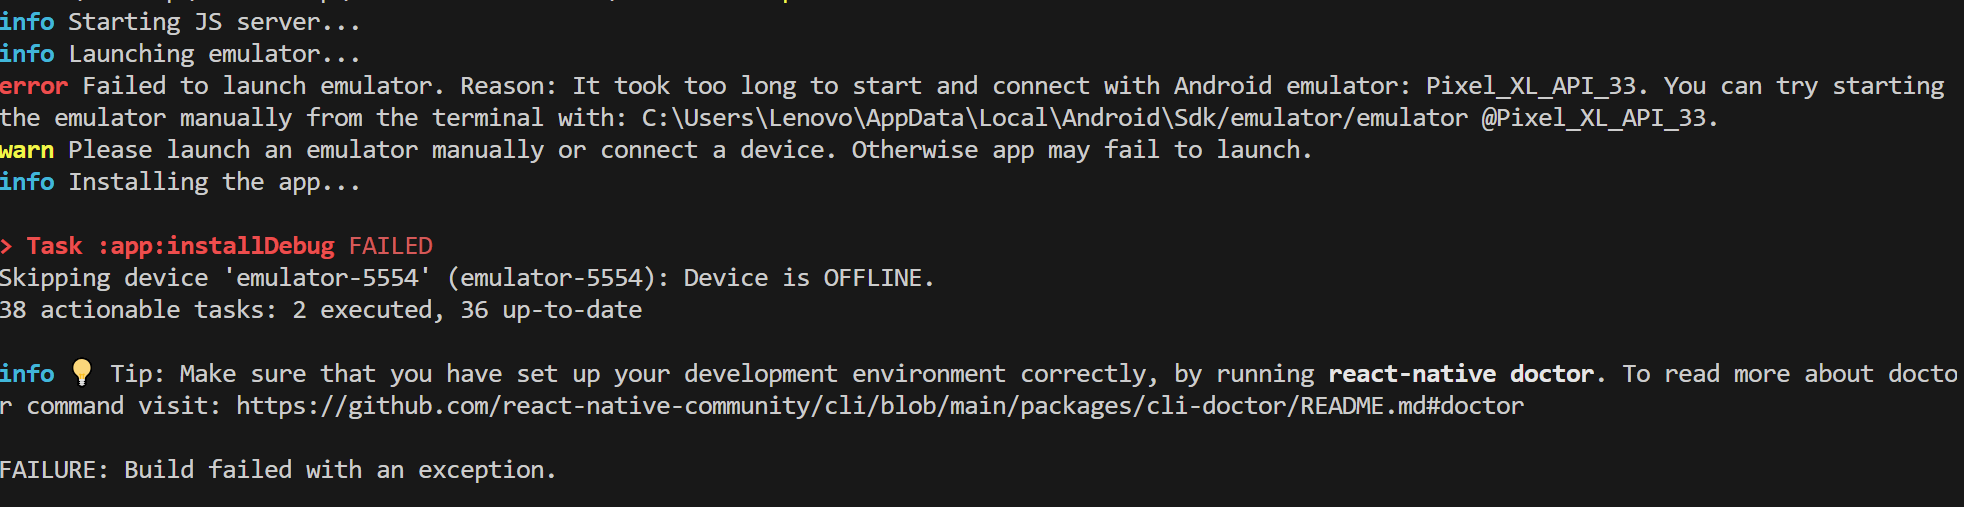 info Starting JS server...
info Launching emulator...
error Failed to launch emulator. Reason: It took too long to start and connect with Android emulator: Pixel_XL_API_33. You can try starting
the emulator manually from the terminal with: C:\Users\Lenovo\AppData\Local\Android\Sdk/emulator/emulator @Pixel_XL_API_33.
warn Please launch an emulator manually or connect a device. Otherwise app may fail to launch.
info Installing the app...
> Task :app:installDebug FAILED
Skipping device 'emulator-5554' (emulator-5554): Device is OFFLINE.
38 actionable tasks: 2 executed, 36 up-to-date
info 💡 Tip: Make sure that you have set up your development environment correctly, by running react-native doctor. To read more about docto
r command visit: https://github.com/react-native-community/cli/blob/main/packages/cli-doctor/README.md#doctor
FAILURE: Build failed with an exception.